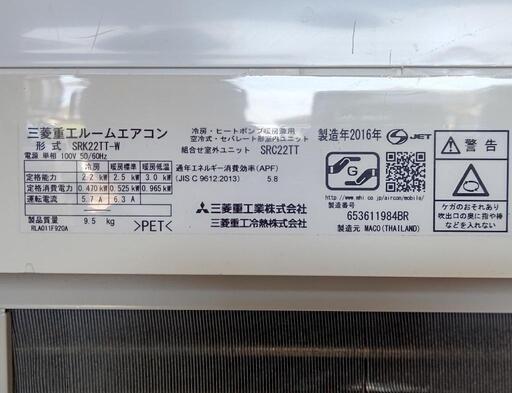 三菱重工ルームエアコン
形 式 SRK22TT-W
電源 単相 100V 50/60Hz
冷房 暖房標準 暖房低温
定格能力 2.2 kW 2.5 kW 3.0 kW
定格消費電力 0.470 kW 0.525 kW 0.965 kW
運転電流 5.7 A 6.3 A
製品質量 9.5 kg
RLA011F920A
>PET<
冷房・ヒートポンプ暖房兼用
空冷式・セパレート形室内ユニット
組合せ室外ユニット SRC22TT
通年エネルギー消費効率(APF)
(JIS C 9612:2013) 5.8
三菱重工業株式会社
三菱重工冷熱株式会社
製造年2016年
S JET
G
http://www.mhi.co.jp/aircon/mobile/
製造番号
653611984BR
製造元 MACO(THAILAND)
警告
ケガのおそれあり
吹出口の奥に指や棒
などを入れない